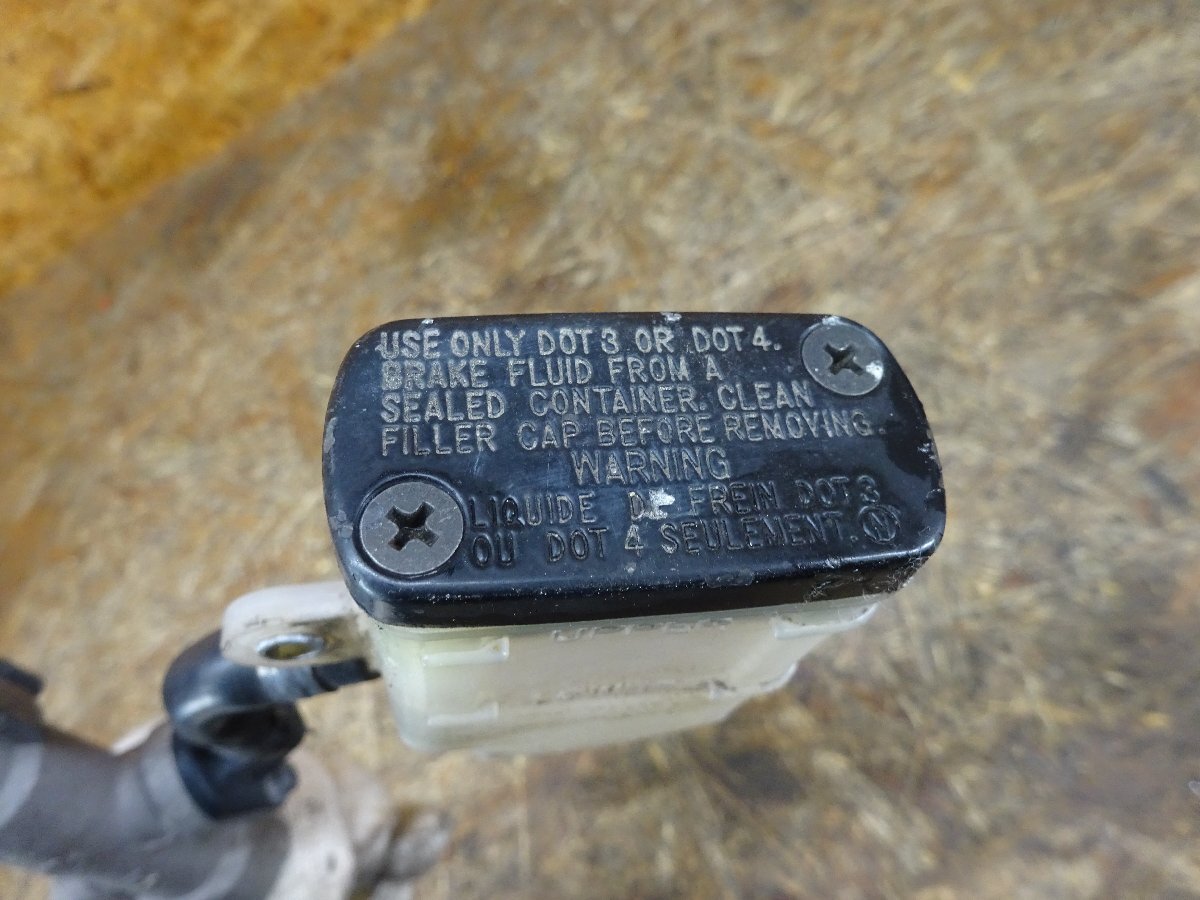 USE ONLY DOT 3 OR DOT 4.
BRAKE FLUID FROM A
SEALED CONTAINER. CLEAN
FILLER CAP BEFORE REMOVING.
WARNING
LIQUIDE DE FREIN DOT 3
OU DOT 4 SEULEMENT. N
UPPER